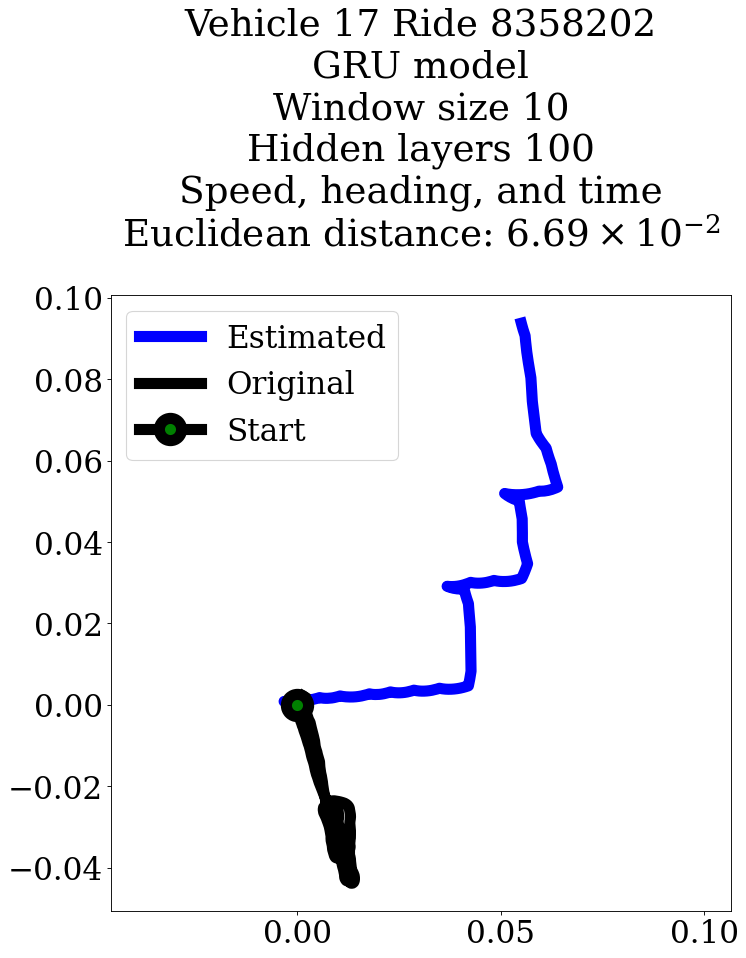 Vehicle 17 Ride 8358202
GRU model
Window size 10
Hidden layers 100
Speed, heading, and time
Euclidean distance: 6.69 × 10⁻²
Estimated
Original
Start
0.10
0.08
0.06
0.04
0.02
0.00
−0.02
−0.04
0.00 0.05 0.10